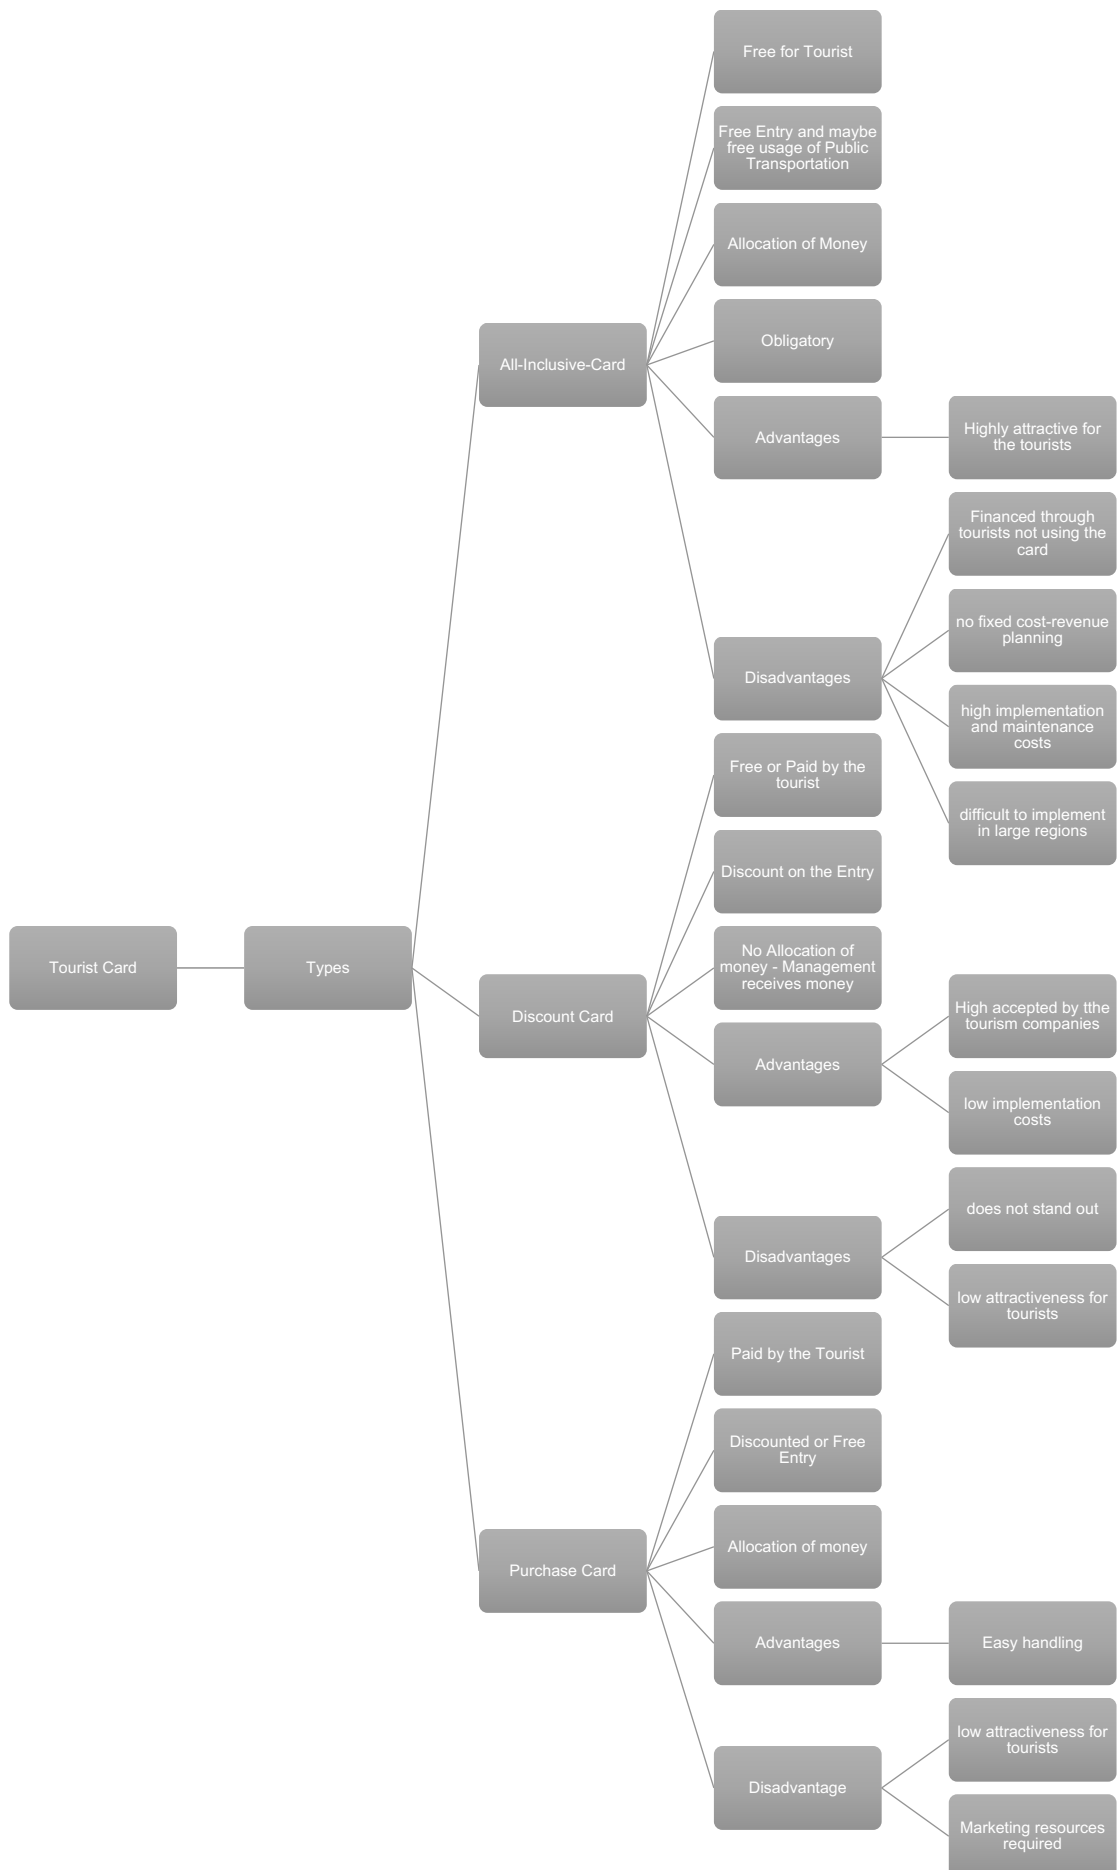 Free for Tourist
Free Entry and maybe
free usage of Public
Transportation
Allocation of Money
Obligatory
All-Inclusive-Card
Advantages
Highly attractive for
the tourists
Financed through
tourists not using the
card
no fixed cost-revenue
planning
Disadvantages
high implementation
and maintenance
costs
difficult to implement
in large regions
Free or Paid by the
tourist
Discount on the Entry
Tourist Card
Types
No Allocation of
money - Management
receives money
Discount Card
Advantages
High accepted by tthe
tourism companies
low implementation
costs
Disadvantages
does not stand out
low attractiveness for
tourists
Paid by the Tourist
Discounted or Free
Entry
Allocation of money
Purchase Card
Advantages
Easy handling
Disadvantage
low attractiveness for
tourists
Marketing resources
required